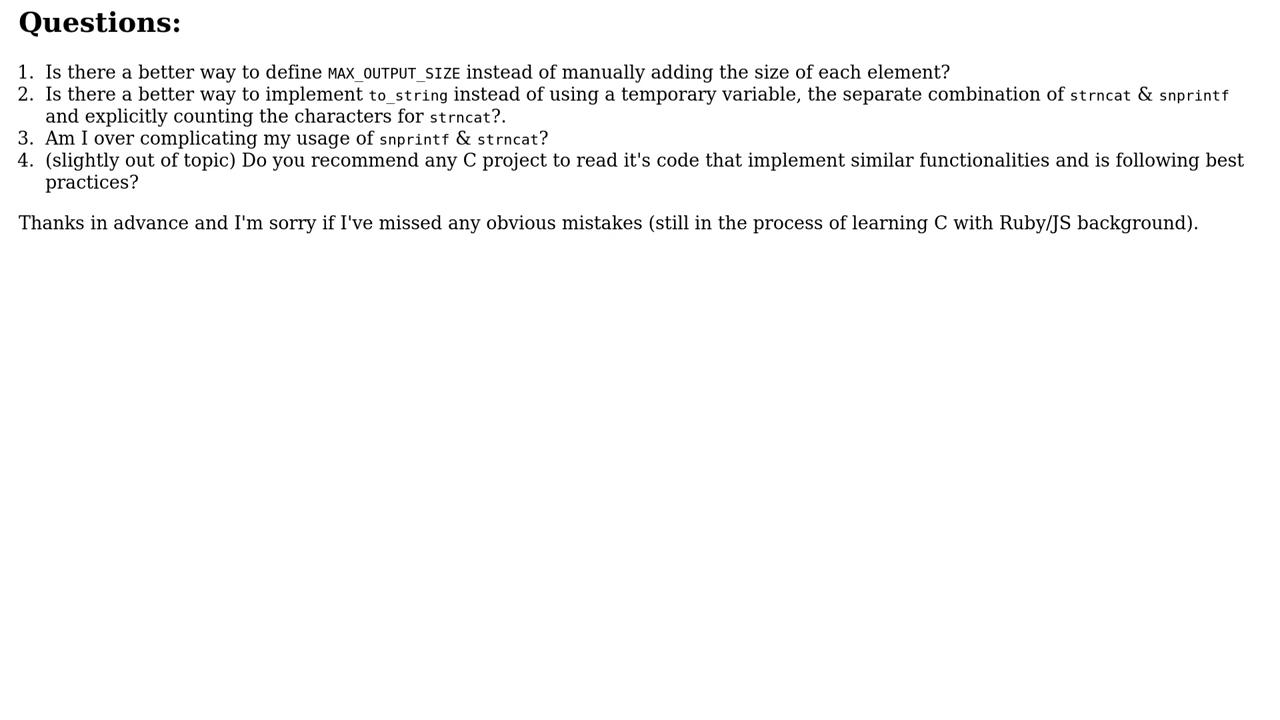 Questions:
1. Is there a better way to define MAX_OUTPUT_SIZE instead of manually adding the size of each element?
2. Is there a better way to implement to_string instead of using a temporary variable, the separate combination of strncat & snprintf
and explicitly counting the characters for strncat?.
3. Am I over complicating my usage of snprintf & strncat?
4. (slightly out of topic) Do you recommend any C project to read it's code that implement similar functionalities and is following best
practices?
Thanks in advance and I'm sorry if I've missed any obvious mistakes (still in the process of learning C with Ruby/JS background).